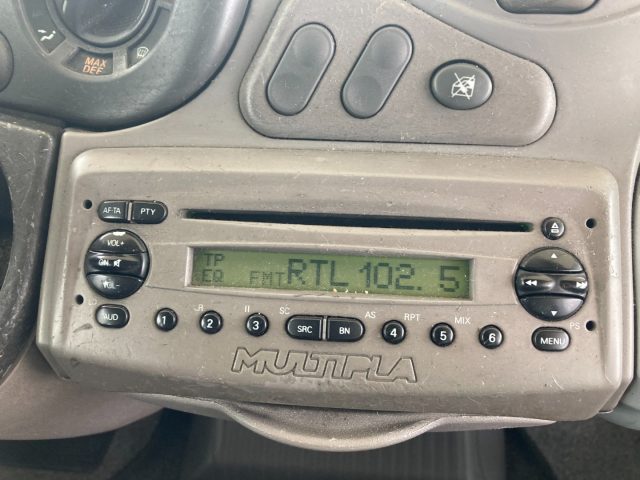 MAX
DEF
AF-TA PTY
VOL+
ON
VOL-
TP
EQ FMT RTL 102.5
AUD 1 2 R 3 II SC SRC BN AS 4 RPT 5 MIX 6 MENU PS
MULTIPLA